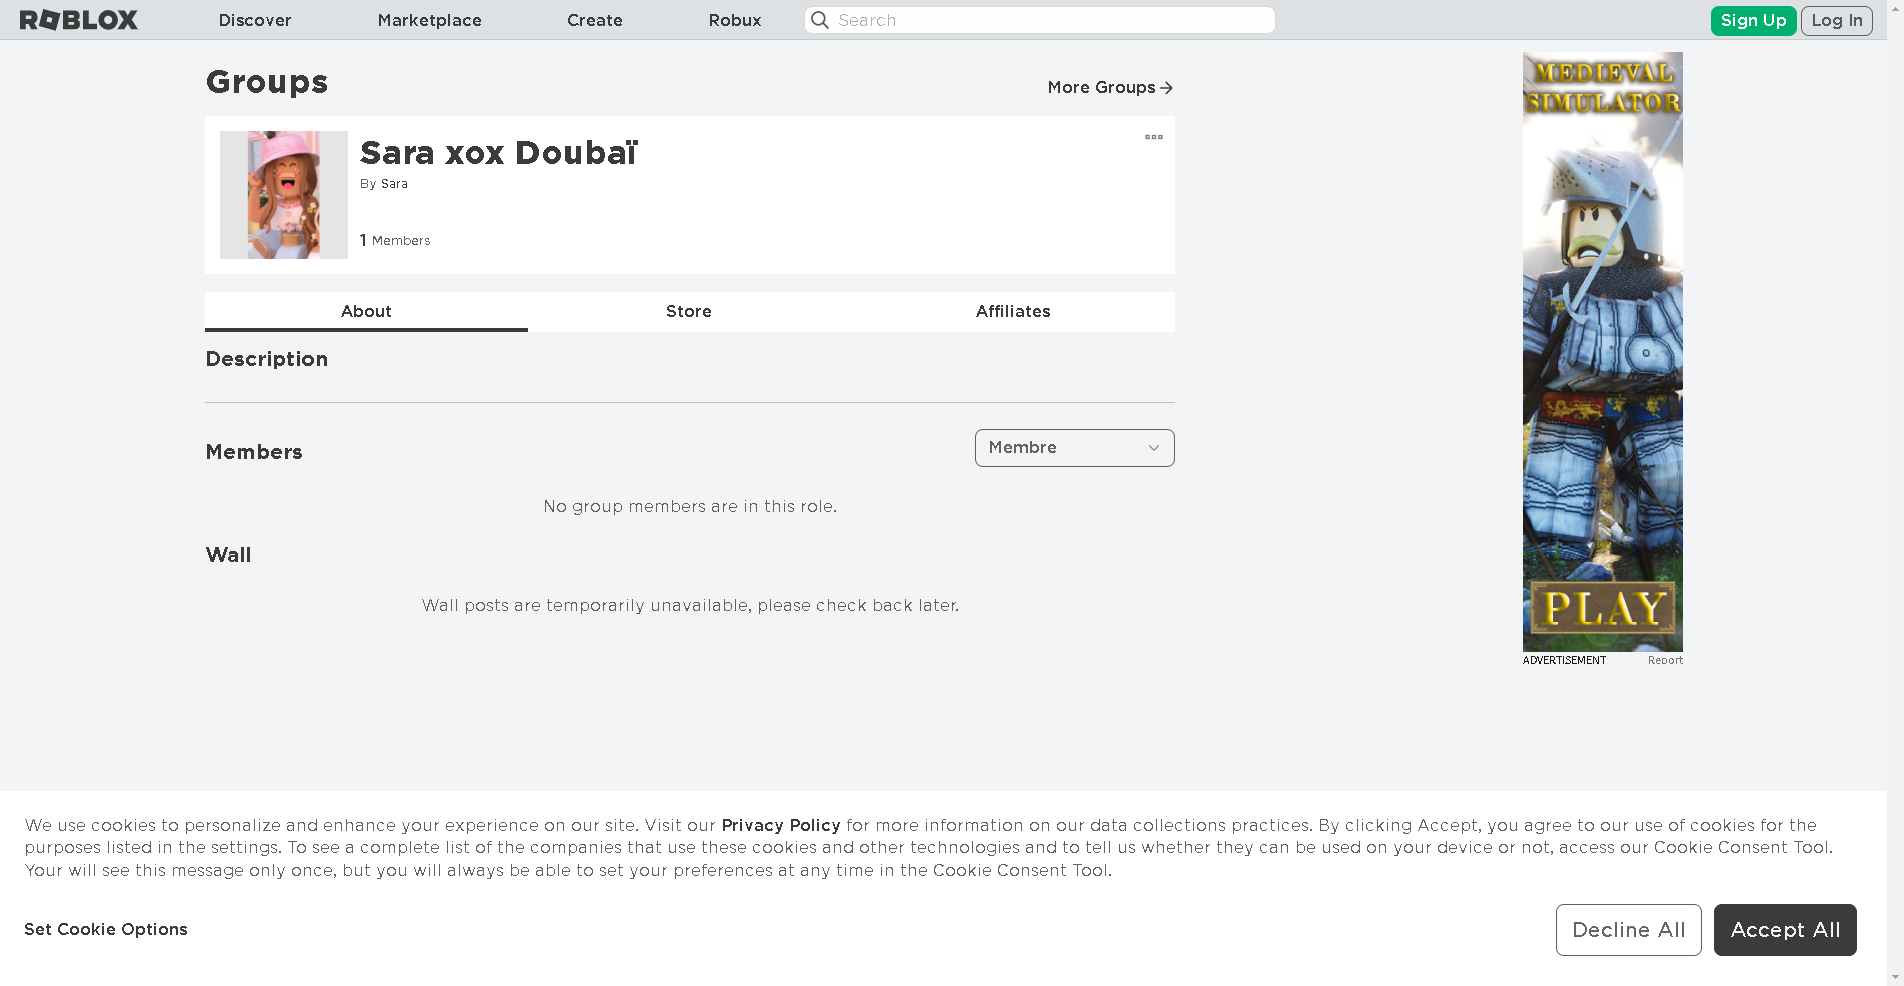 ROBLOX Discover Marketplace Create Robux Search Sign Up Log In
Groups
More Groups
Sara xox Doubaï
By Sara
1 Members
About Store Affiliates
Description
Members
Membre
No group members are in this role.
Wall
Wall posts are temporarily unavailable, please check back later.
MEDIEVAL
SIMULATOR
PLAY
ADVERTISEMENT Report
We use cookies to personalize and enhance your experience on our site. Visit our Privacy Policy for more information on our data collections practices. By clicking Accept, you agree to our use of cookies for the
purposes listed in the settings. To see a complete list of the companies that use these cookies and other technologies and to tell us whether they can be used on your device or not, access our Cookie Consent Tool.
Your will see this message only once, but you will always be able to set your preferences at any time in the Cookie Consent Tool.
Set Cookie Options
Decline All
Accept All